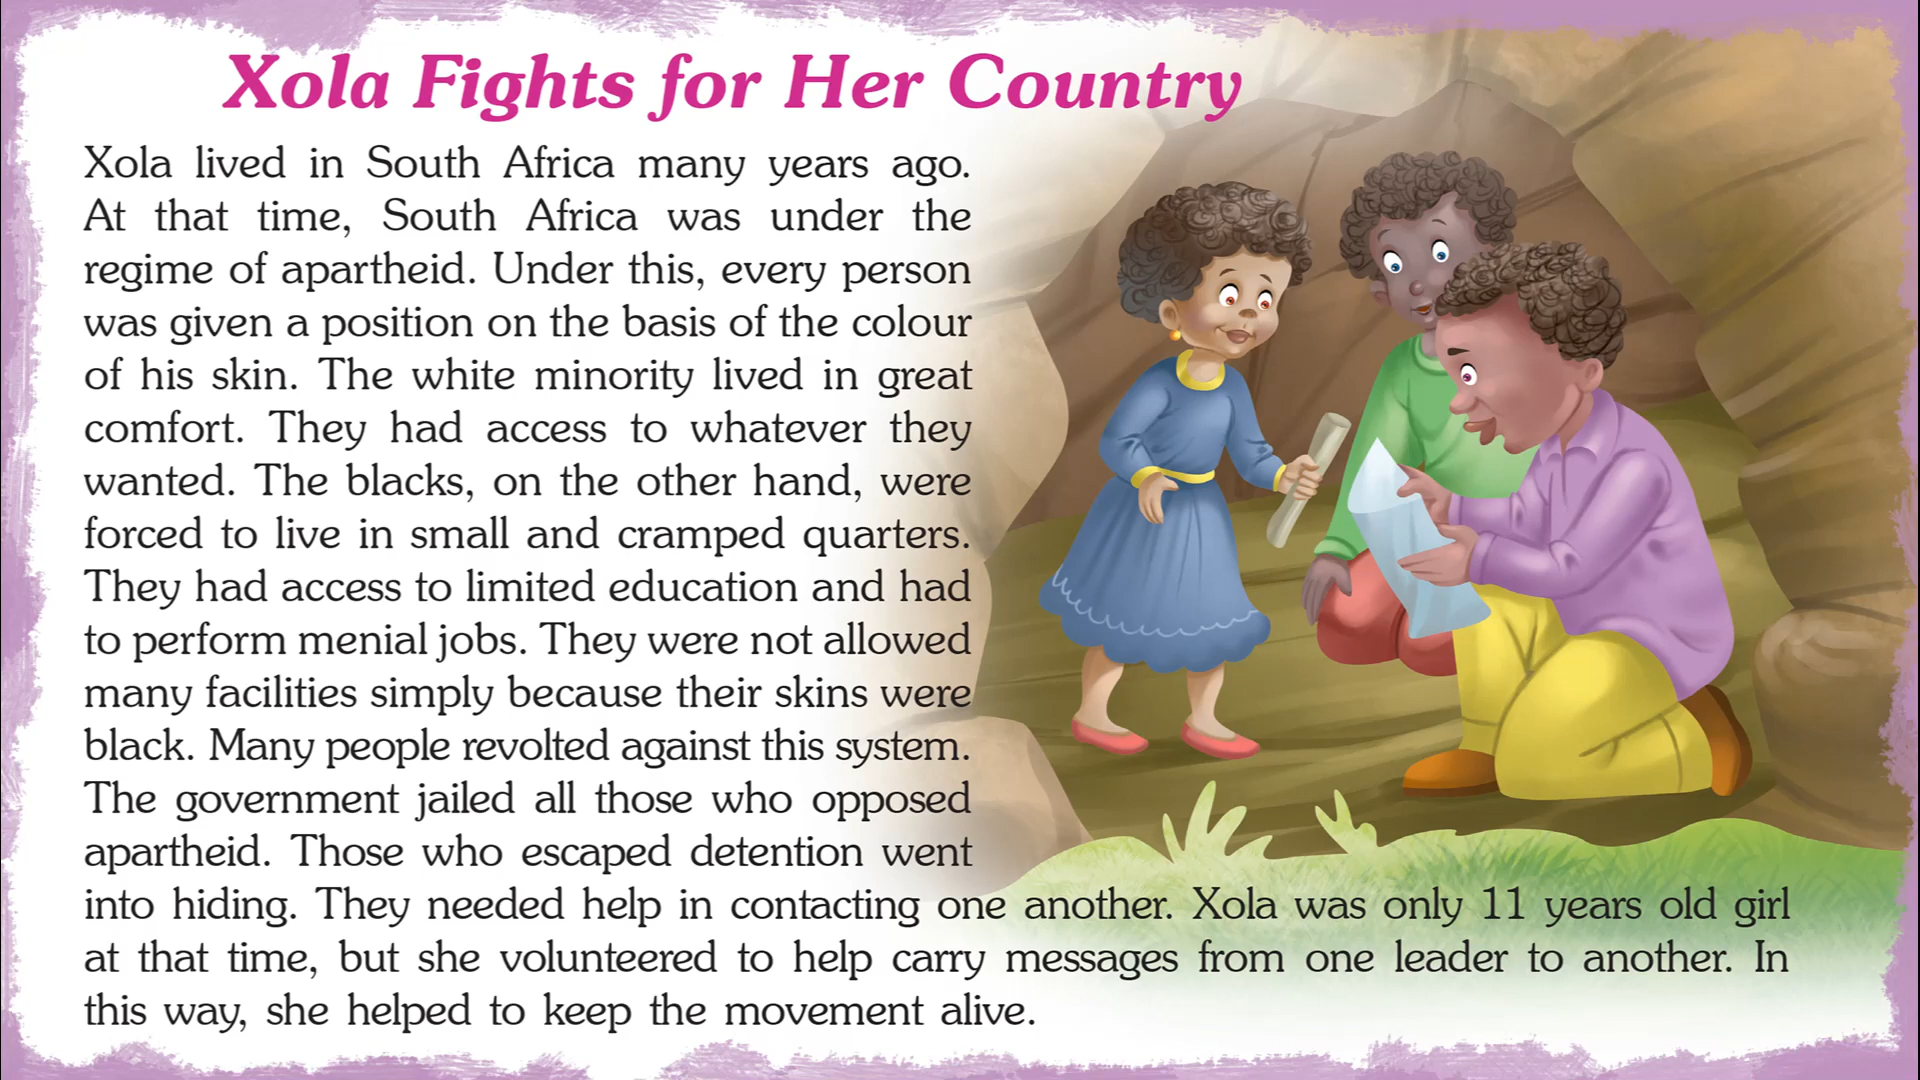 Xola Fights for Her Country
Xola lived in South Africa many years ago.
At that time, South Africa was under the
regime of apartheid. Under this, every person
was given a position on the basis of the colour
of his skin. The white minority lived in great
comfort. They had access to whatever they
wanted. The blacks, on the other hand, were
forced to live in small and cramped quarters.
They had access to limited education and had
to perform menial jobs. They were not allowed
many facilities simply because their skins were
black. Many people revolted against this system.
The government jailed all those who opposed
apartheid. Those who escaped detention went
into hiding. They needed help in contacting one another. Xola was only 11 years old girl
at that time, but she volunteered to help carry messages from one leader to another. In
this way, she helped to keep the movement alive.